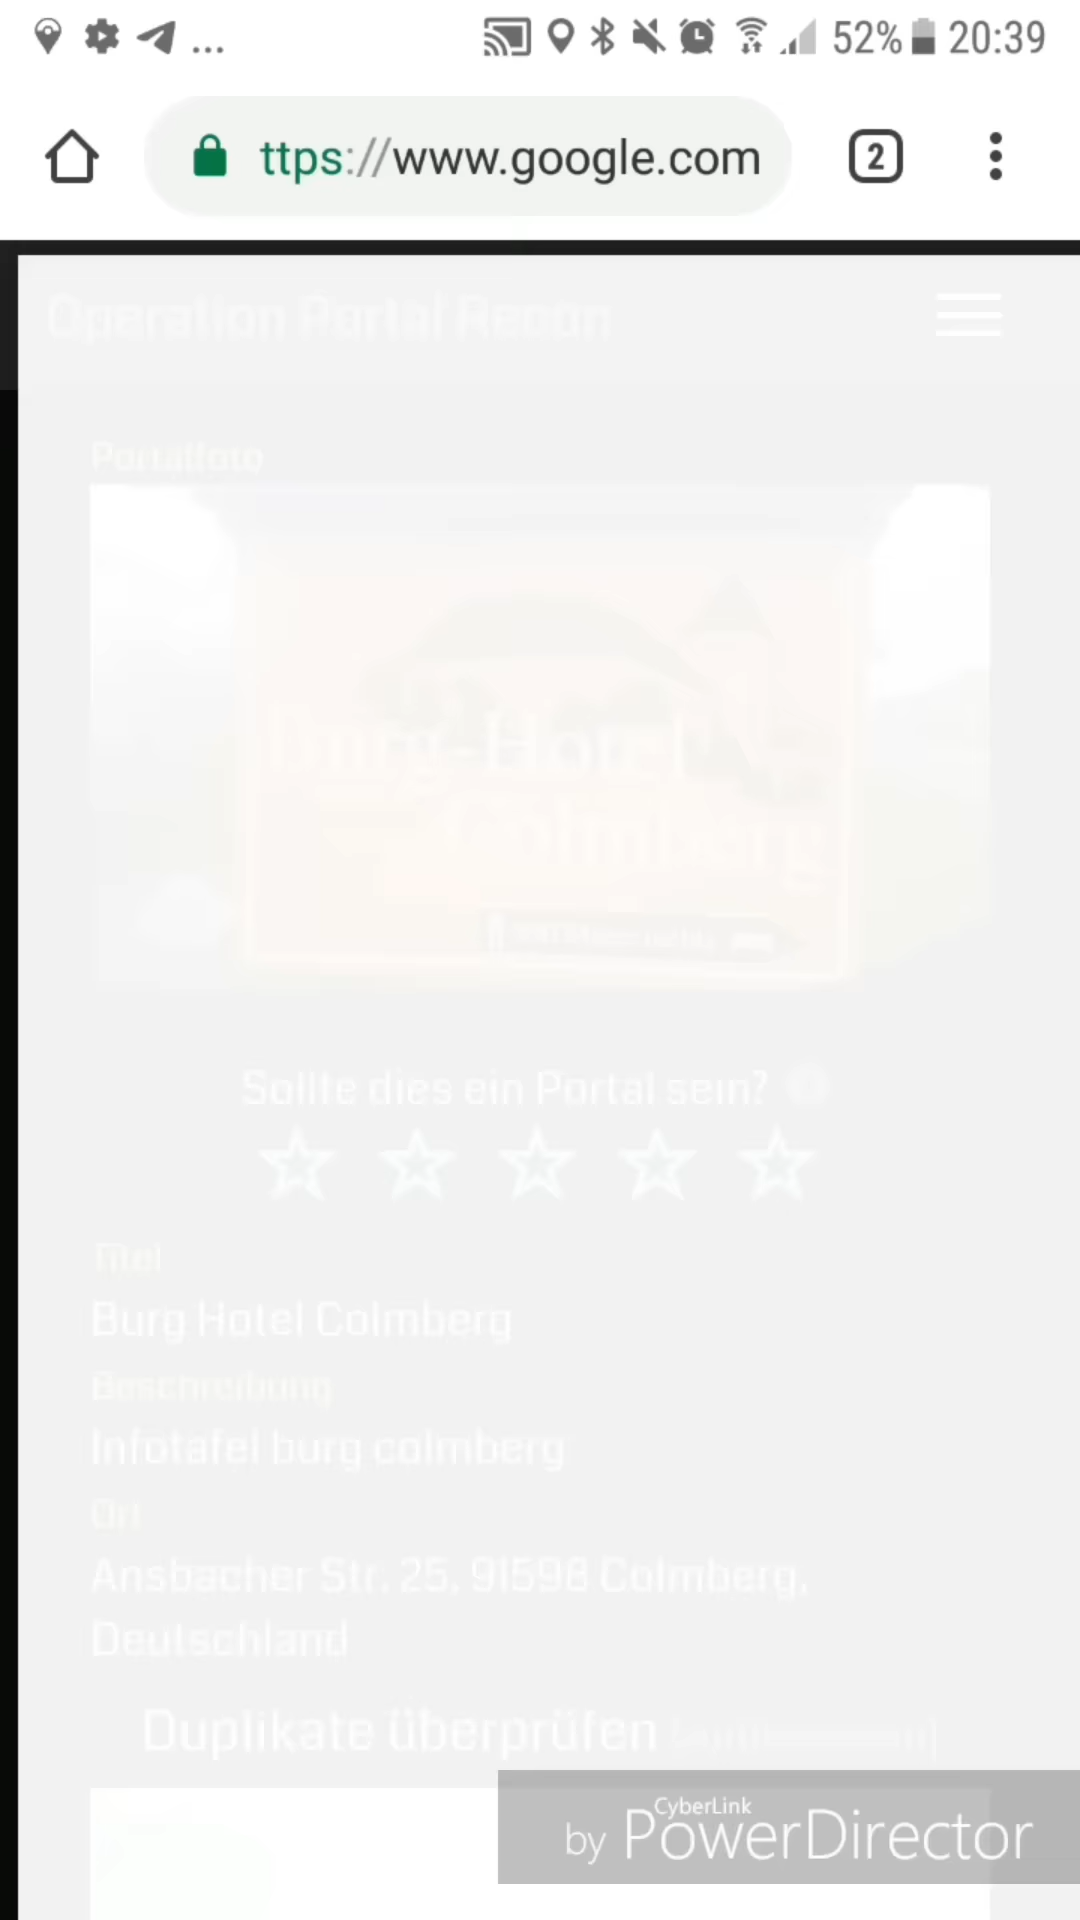 ... 52% 20:39
ttps://www.google.com
2
Operation Portal Recon
Portalfoto
Burg-Hotel
Colmberg
Sollte dies ein Portal sein?
Titel
Burg Hotel Colmberg
Beschreibung
Infotafel burg colmberg
Ort
Ansbacher Str. 25, 91598 Colmberg,
Deutschland
Duplikate überprüfen
CyberLink
by PowerDirector